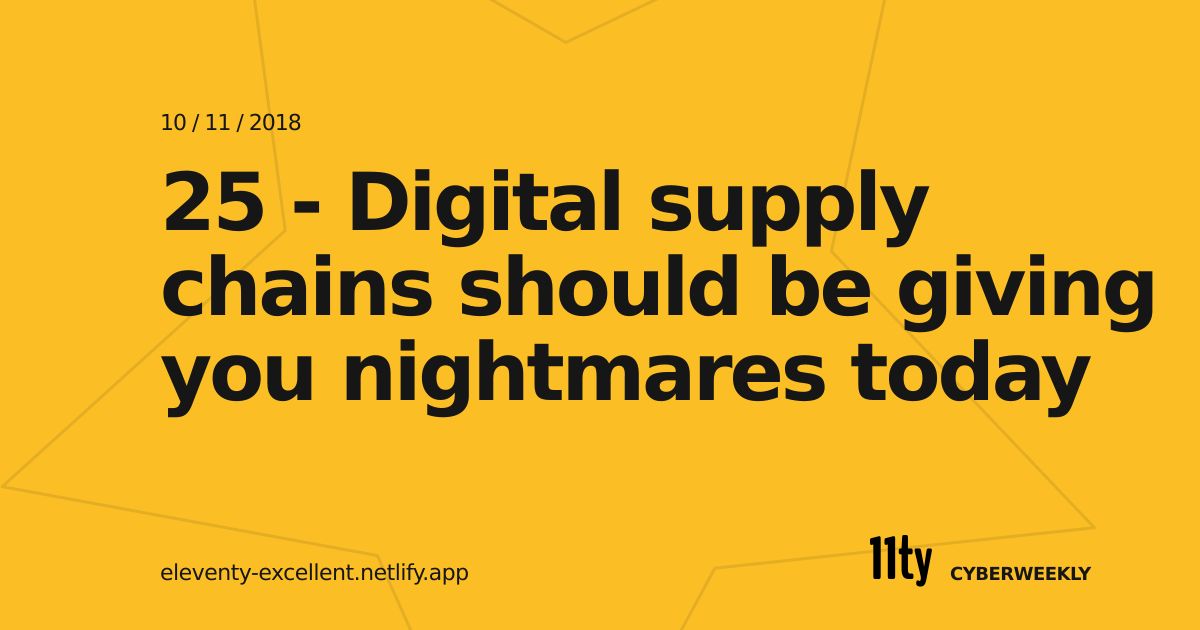 10 / 11 / 2018
25 - Digital supply
chains should be giving
you nightmares today
eleventy-excellent.netlify.app
11ty CYBERWEEKLY